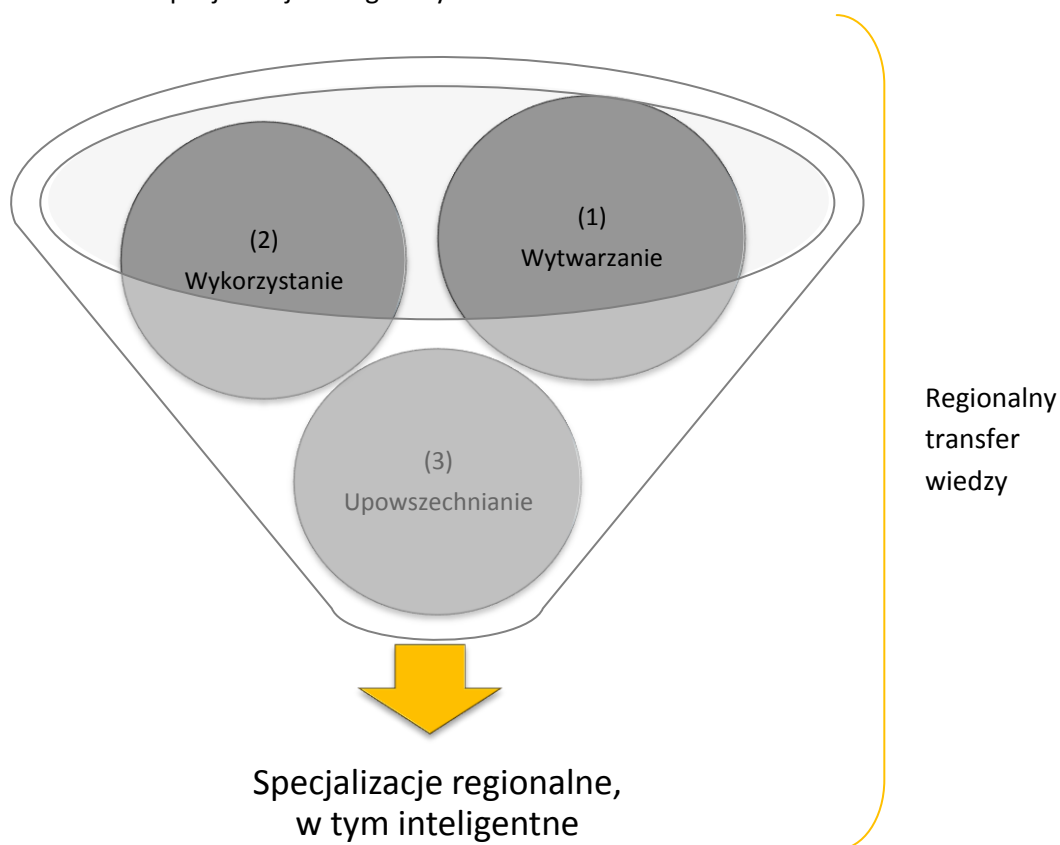 (1)
Wytwarzanie
(2)
Wykorzystanie
(3)
Upowszechnianie
Regionalny
transfer
wiedzy
Specjalizacje regionalne,
w tym inteligentne